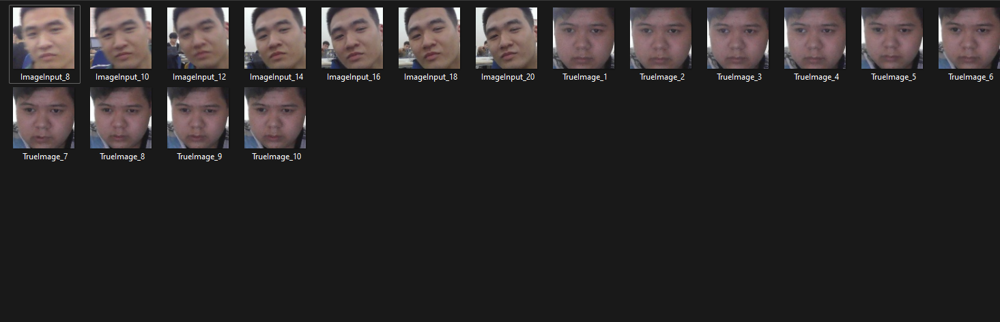 ImageInput_8 ImageInput_10 ImageInput_12 ImageInput_14 ImageInput_16 ImageInput_18 ImageInput_20 TrueImage_1 TrueImage_2 TrueImage_3 TrueImage_4 TrueImage_5 TrueImage_6
TrueImage_7 TrueImage_8 TrueImage_9 TrueImage_10